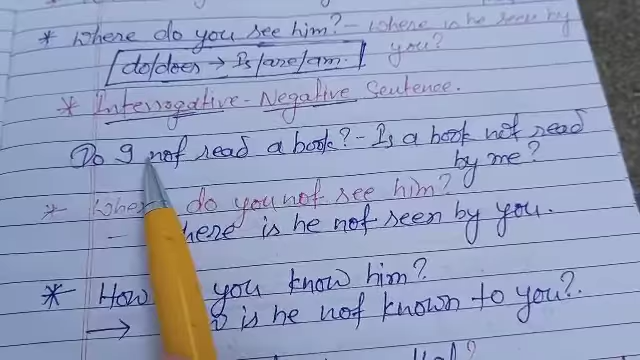 * Where do you see him? - where is he seen by
you?
[do/does → Is/are/am.]
* Interrogative - Negative Sentence.
Do I not read a book? - Is a book not read
by me?
* Where do you not see him?
- here is he not seen by you.
* How you know him?
→ is he not known to you?